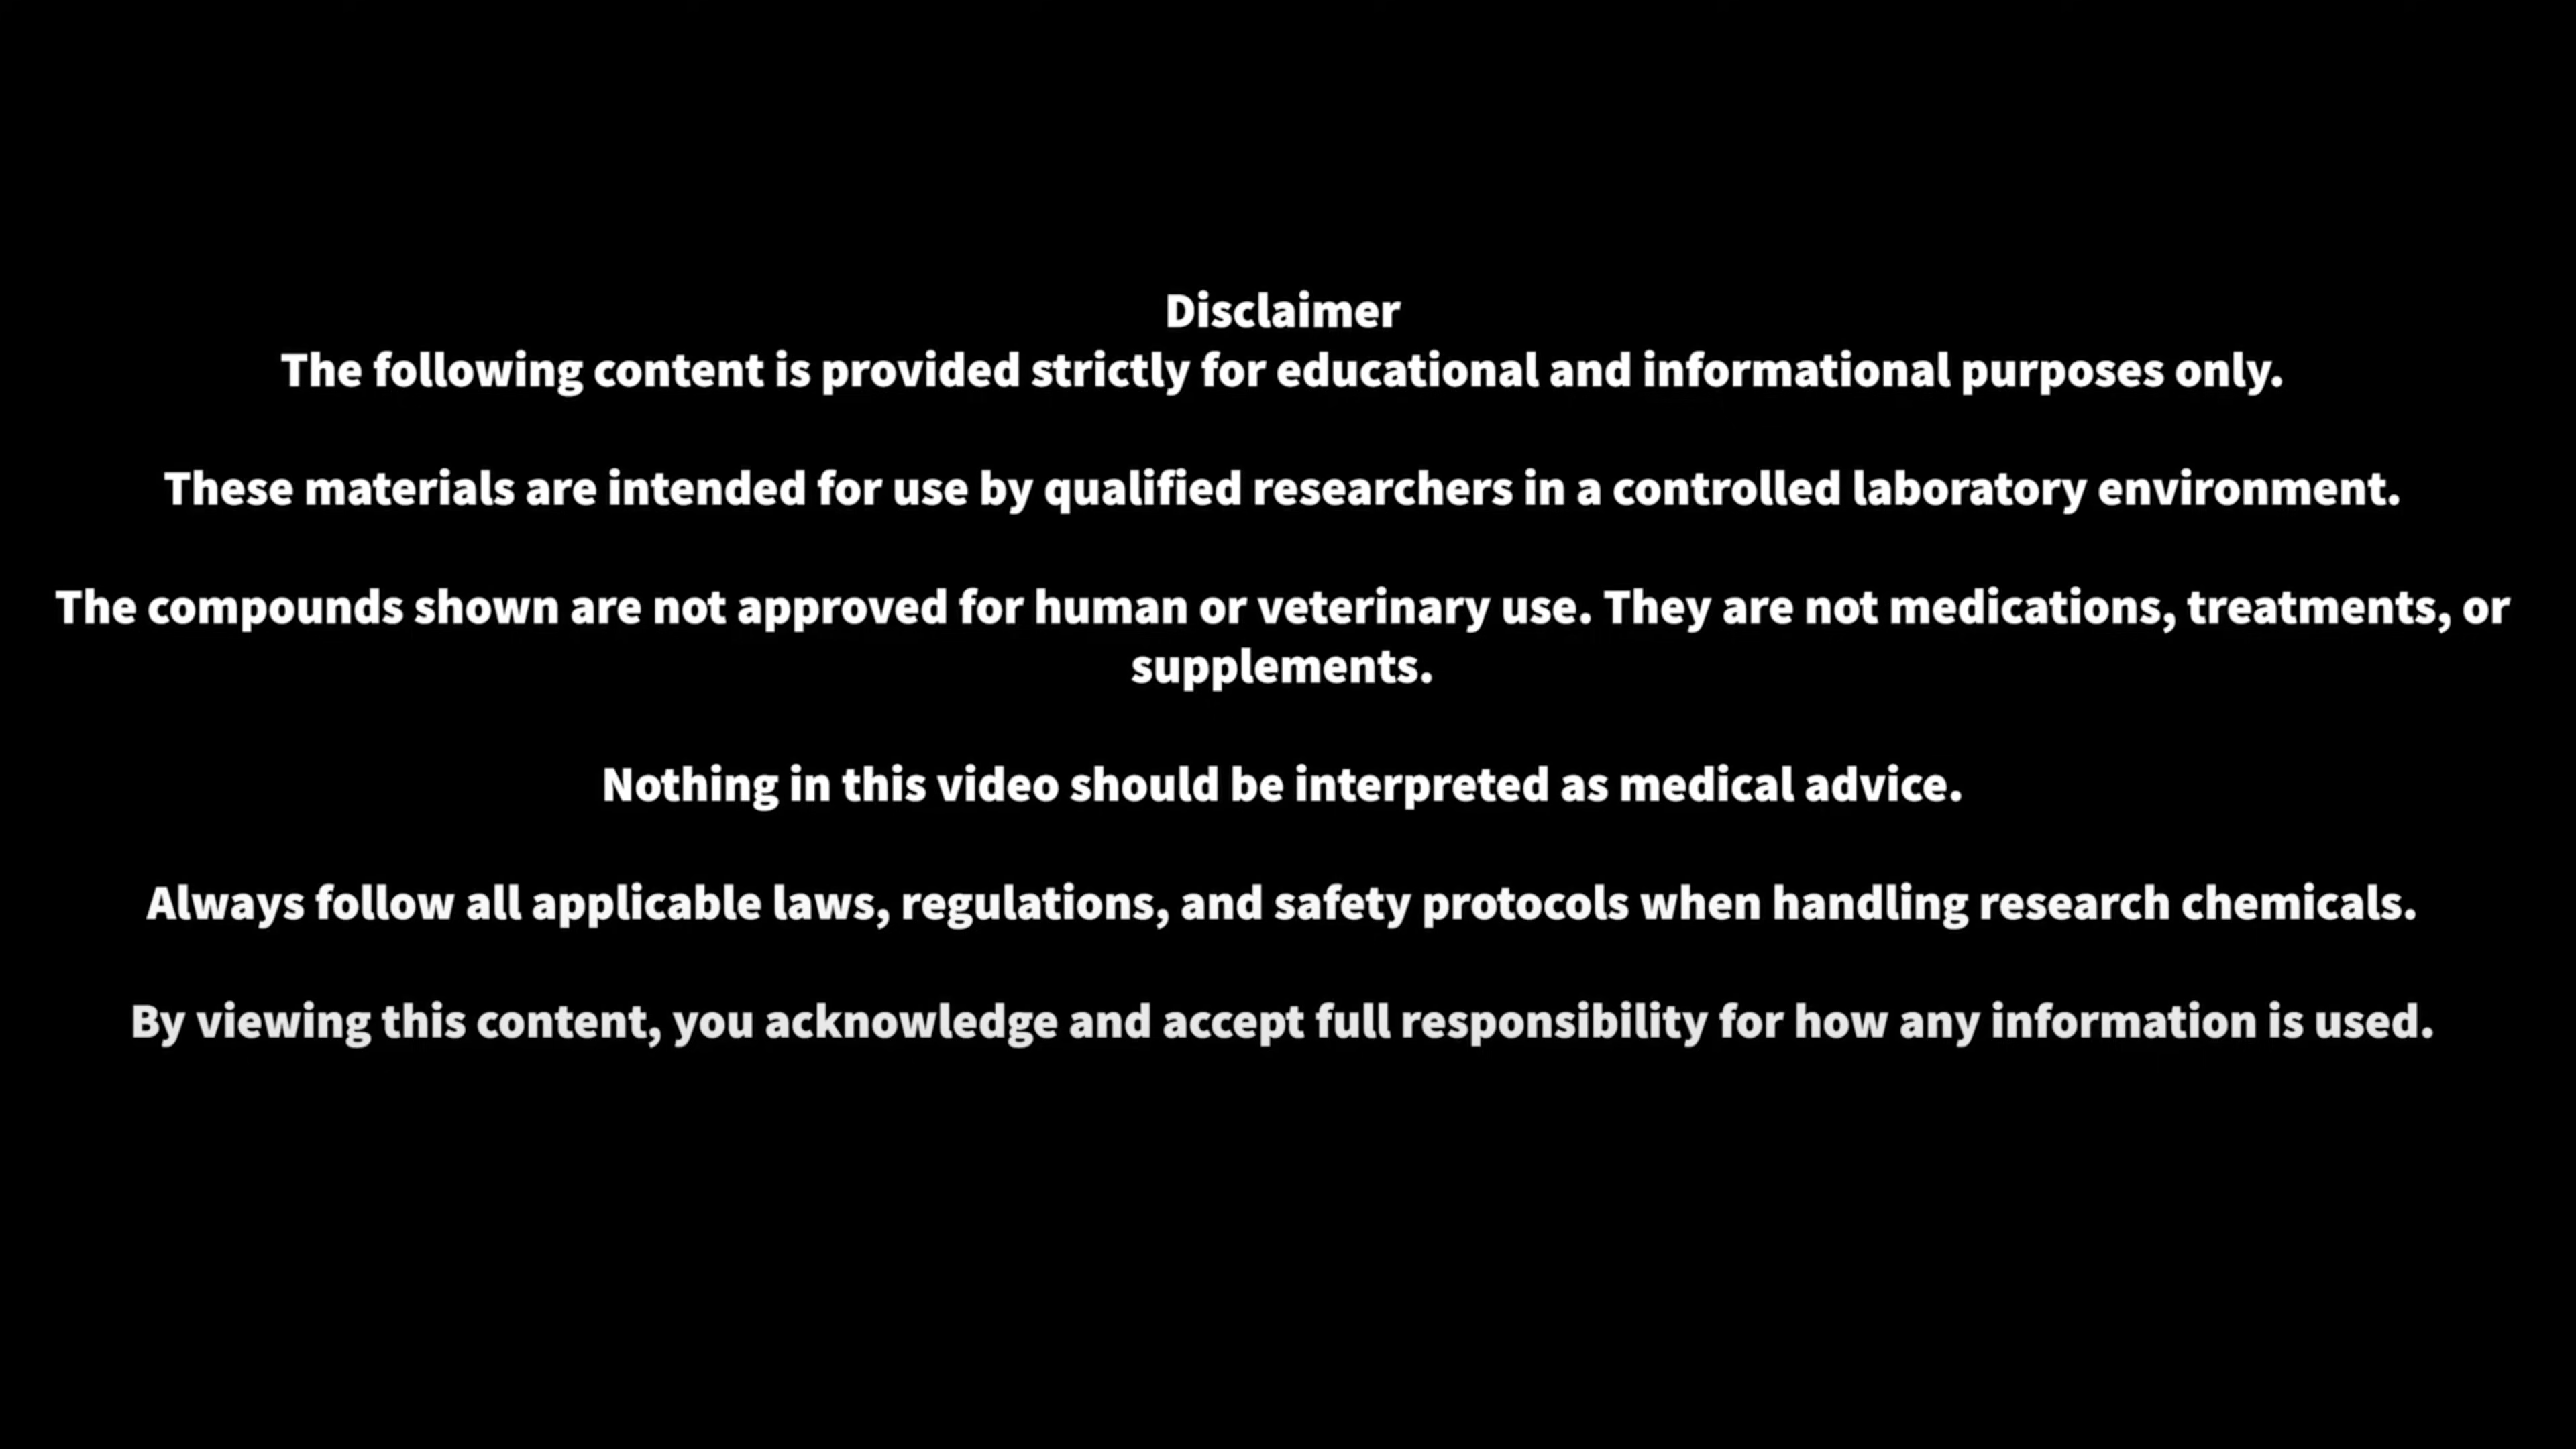 Disclaimer
The following content is provided strictly for educational and informational purposes only.
These materials are intended for use by qualified researchers in a controlled laboratory environment.
The compounds shown are not approved for human or veterinary use. They are not medications, treatments, or
supplements.
Nothing in this video should be interpreted as medical advice.
Always follow all applicable laws, regulations, and safety protocols when handling research chemicals.
By viewing this content, you acknowledge and accept full responsibility for how any information is used.